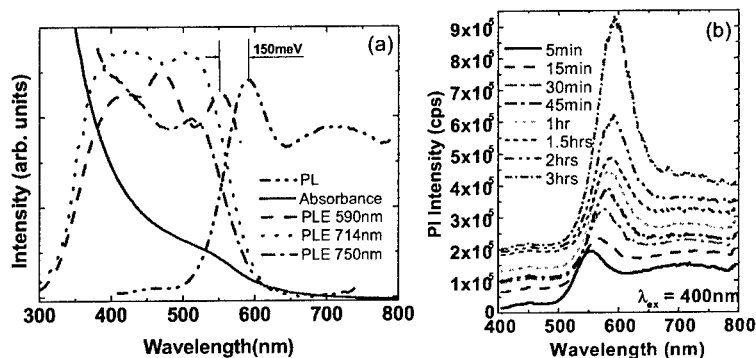 (a)
150meV
Intensity (arb. units)
PL
Absorbance
PLE 590nm
PLE 714nm
PLE 750nm
300 400 500 600 700 800
Wavelength(nm)
(b)
9x10⁵
8x10⁵
7x10⁵
6x10⁵
5x10⁵
4x10⁵
3x10⁵
2x10⁵
1x10⁵
0
PI Intensity (cps)
5min
15min
30min
45min
1hr
1.5hrs
2hrs
3hrs
λex = 400nm
400 500 600 700 800
Wavelength (nm)